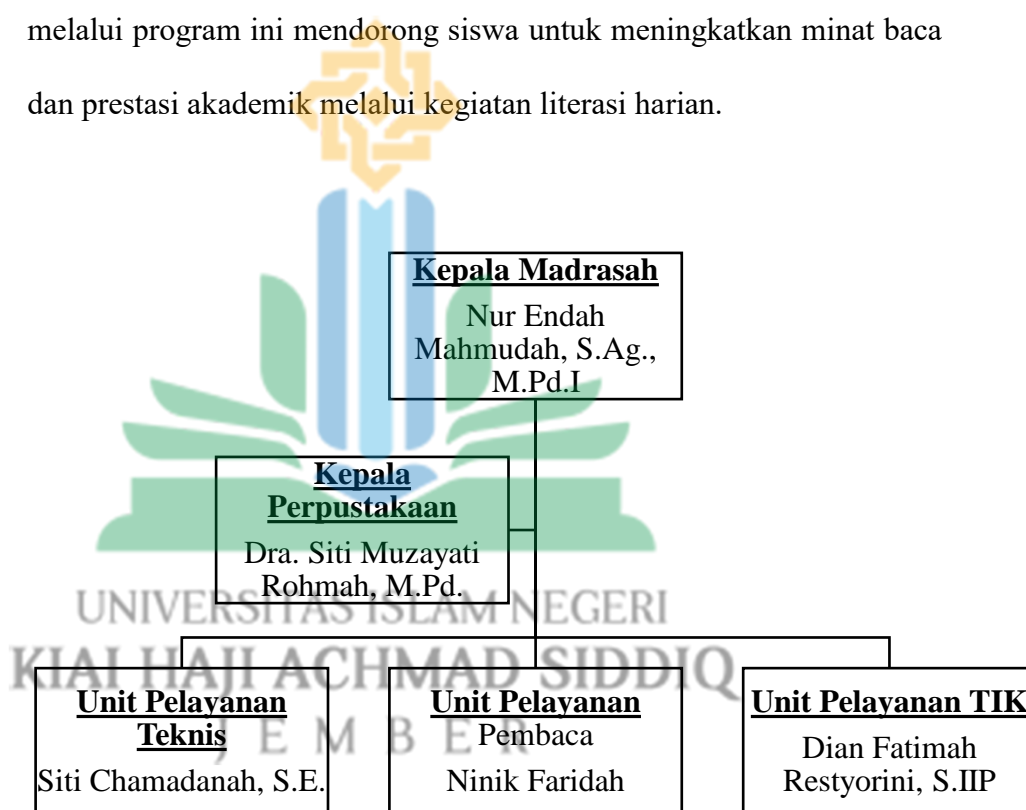 melalui program ini mendorong siswa untuk meningkatkan minat baca
dan prestasi akademik melalui kegiatan literasi harian.
Kepala Madrasah
Nur Endah
Mahmudah, S.Ag.,
M.Pd.I
Kepala
Perpustakaan
Dra. Siti Muzayati
Rohmah, M.Pd.
UNIVERSITAS ISLAM NEGERI
KIAI HAJI ACHMAD SIDDIQ
JEMBER
Unit Pelayanan
Teknis
Siti Chamadanah, S.E.
Unit Pelayanan
Pembaca
Ninik Faridah
Unit Pelayanan TIK
Dian Fatimah
Restyorini, S.IIP